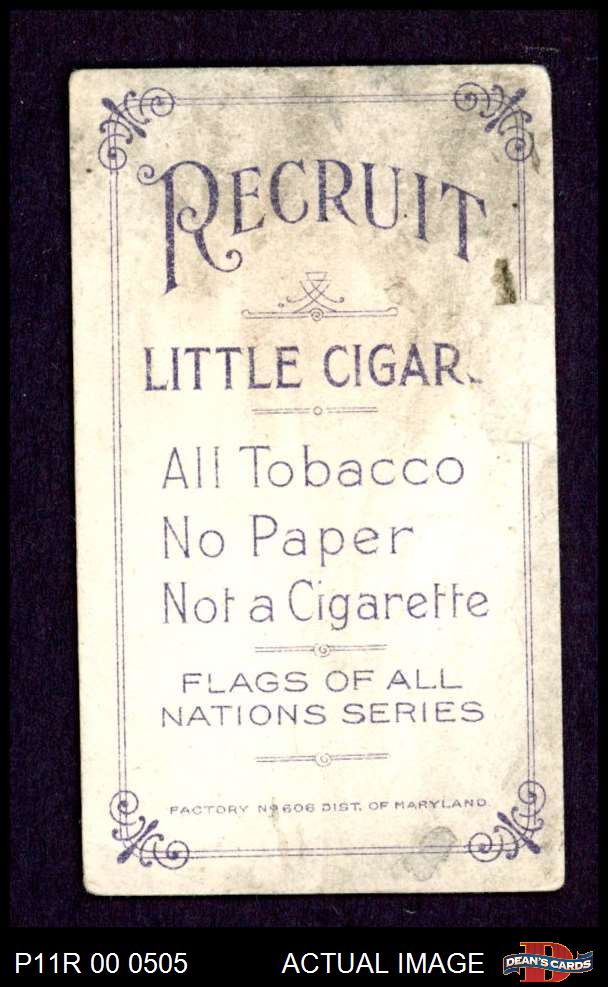 RECRUIT
LITTLE CIGAR
All Tobacco
No Paper
Not a Cigarette
FLAGS OF ALL
NATIONS SERIES
FACTORY No 606 DIST. OF MARYLAND
P11R 00 0505 ACTUAL IMAGE DEAN'S CARDS